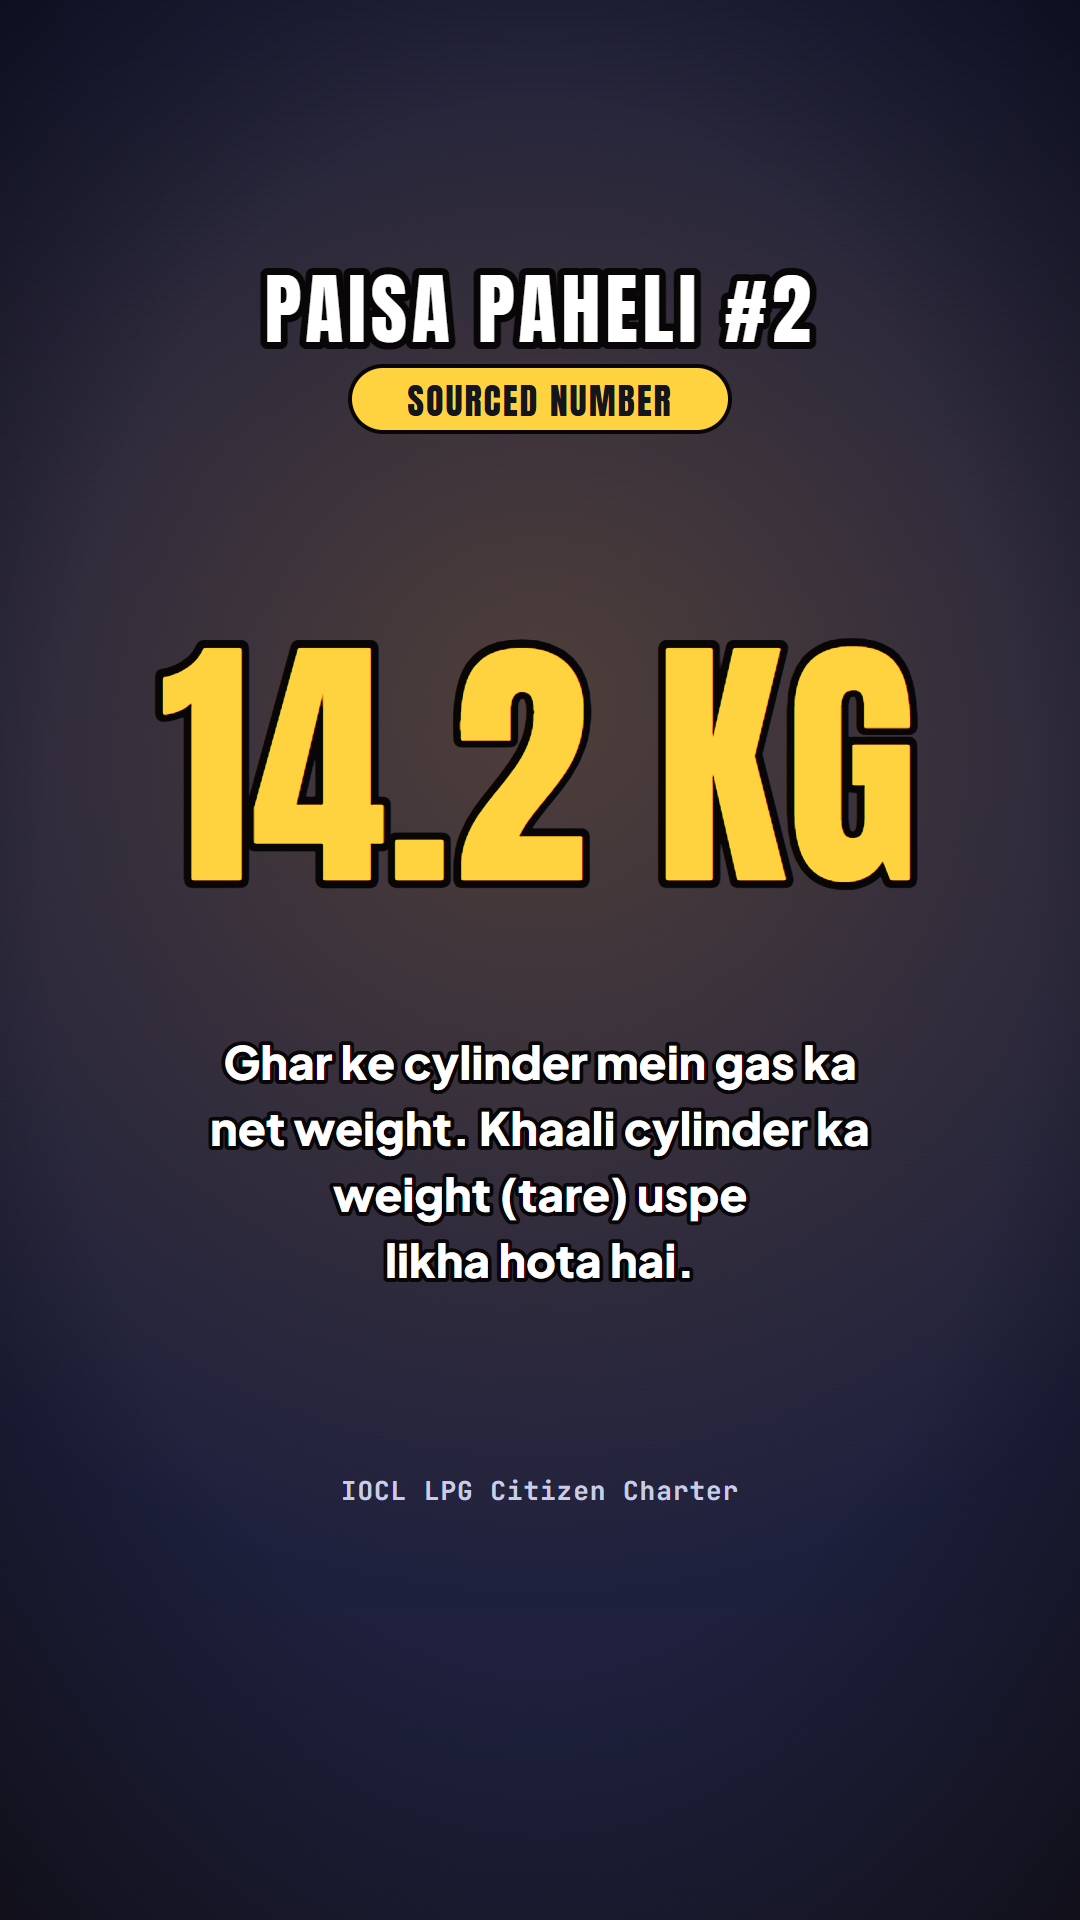 PAISA PAHELI #2
SOURCED NUMBER
14.2 KG
Ghar ke cylinder mein gas ka
net weight. Khaali cylinder ka
weight (tare) uspe
likha hota hai.
IOCL LPG Citizen Charter